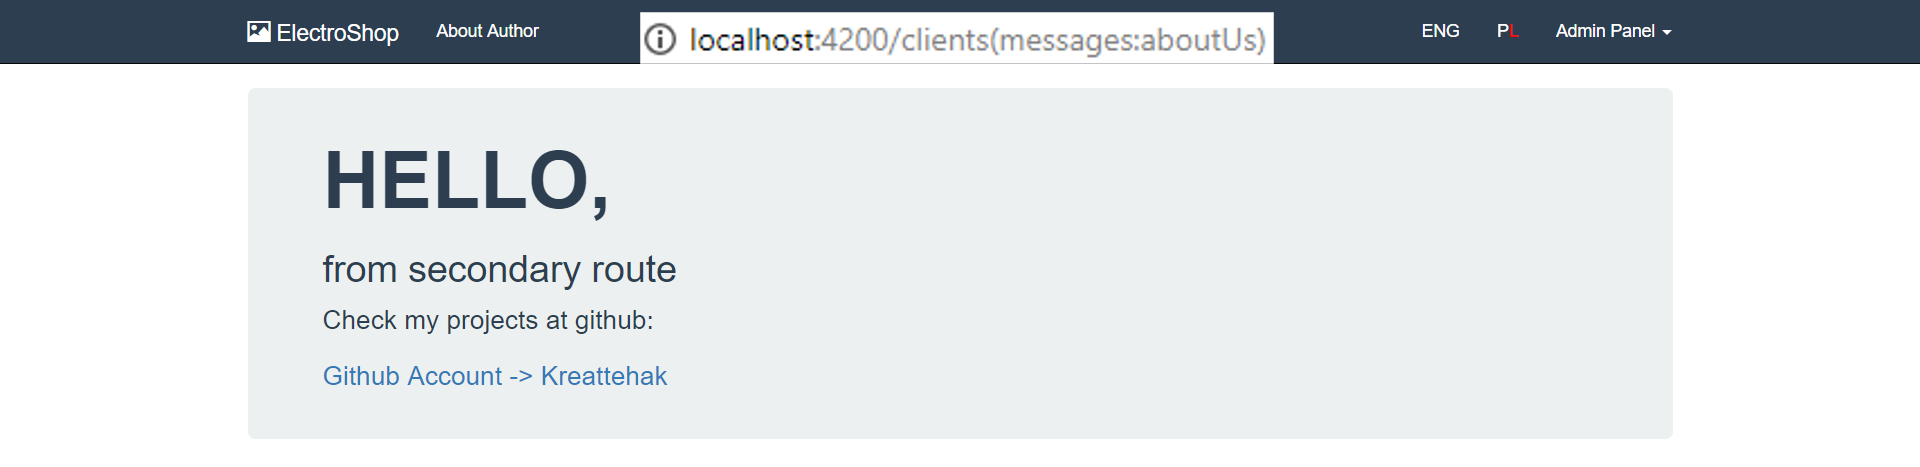 ElectroShop About Author localhost:4200/clients(messages:aboutUs) ENG PL Admin Panel
HELLO,
from secondary route
Check my projects at github:
Github Account -> Kreattehak